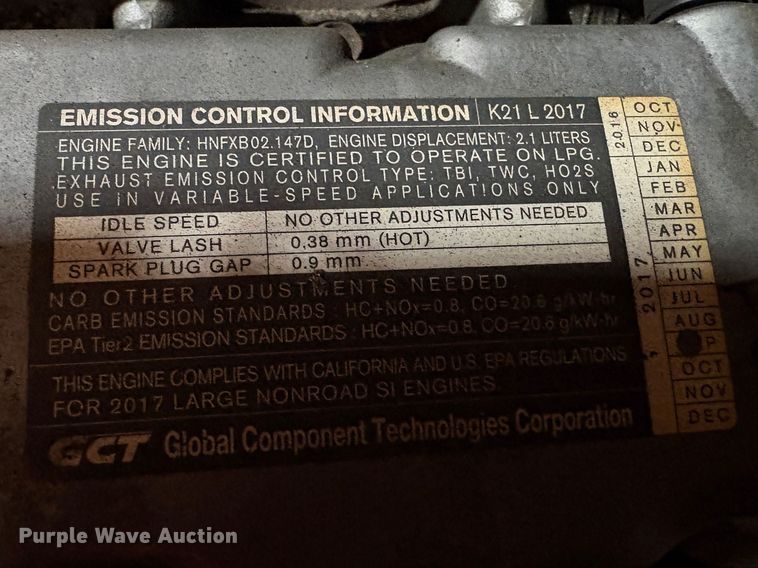 EMISSION CONTROL INFORMATION K21 L 2017
ENGINE FAMILY: HNFXB02.147D, ENGINE DISPLACEMENT: 2.1 LITERS
THIS ENGINE IS CERTIFIED TO OPERATE ON LPG.
EXHAUST EMISSION CONTROL TYPE: TBI, TWC, HO2S
USE IN VARIABLE-SPEED APPLICATIONS ONLY
IDLE SPEED NO OTHER ADJUSTMENTS NEEDED
VALVE LASH 0.38 mm (HOT)
SPARK PLUG GAP 0.9 mm
NO OTHER ADJUSTMENTS NEEDED
CARB EMISSION STANDARDS : HC+NOx=0.8, CO=20.6 g/kW-hr
EPA Tier2 EMISSION STANDARDS : HC+NOx=0.8, CO=20.6 g/kW-hr
THIS ENGINE COMPLIES WITH CALIFORNIA AND U.S. EPA REGULATIONS
FOR 2017 LARGE NONROAD SI ENGINES.
GCT Global Component Technologies Corporation
2016
OCT
NOV
DEC
2017
JAN
FEB
MAR
APR
MAY
JUN
JUL
AUG
P
OCT
NOV
DEC
Purple Wave Auction